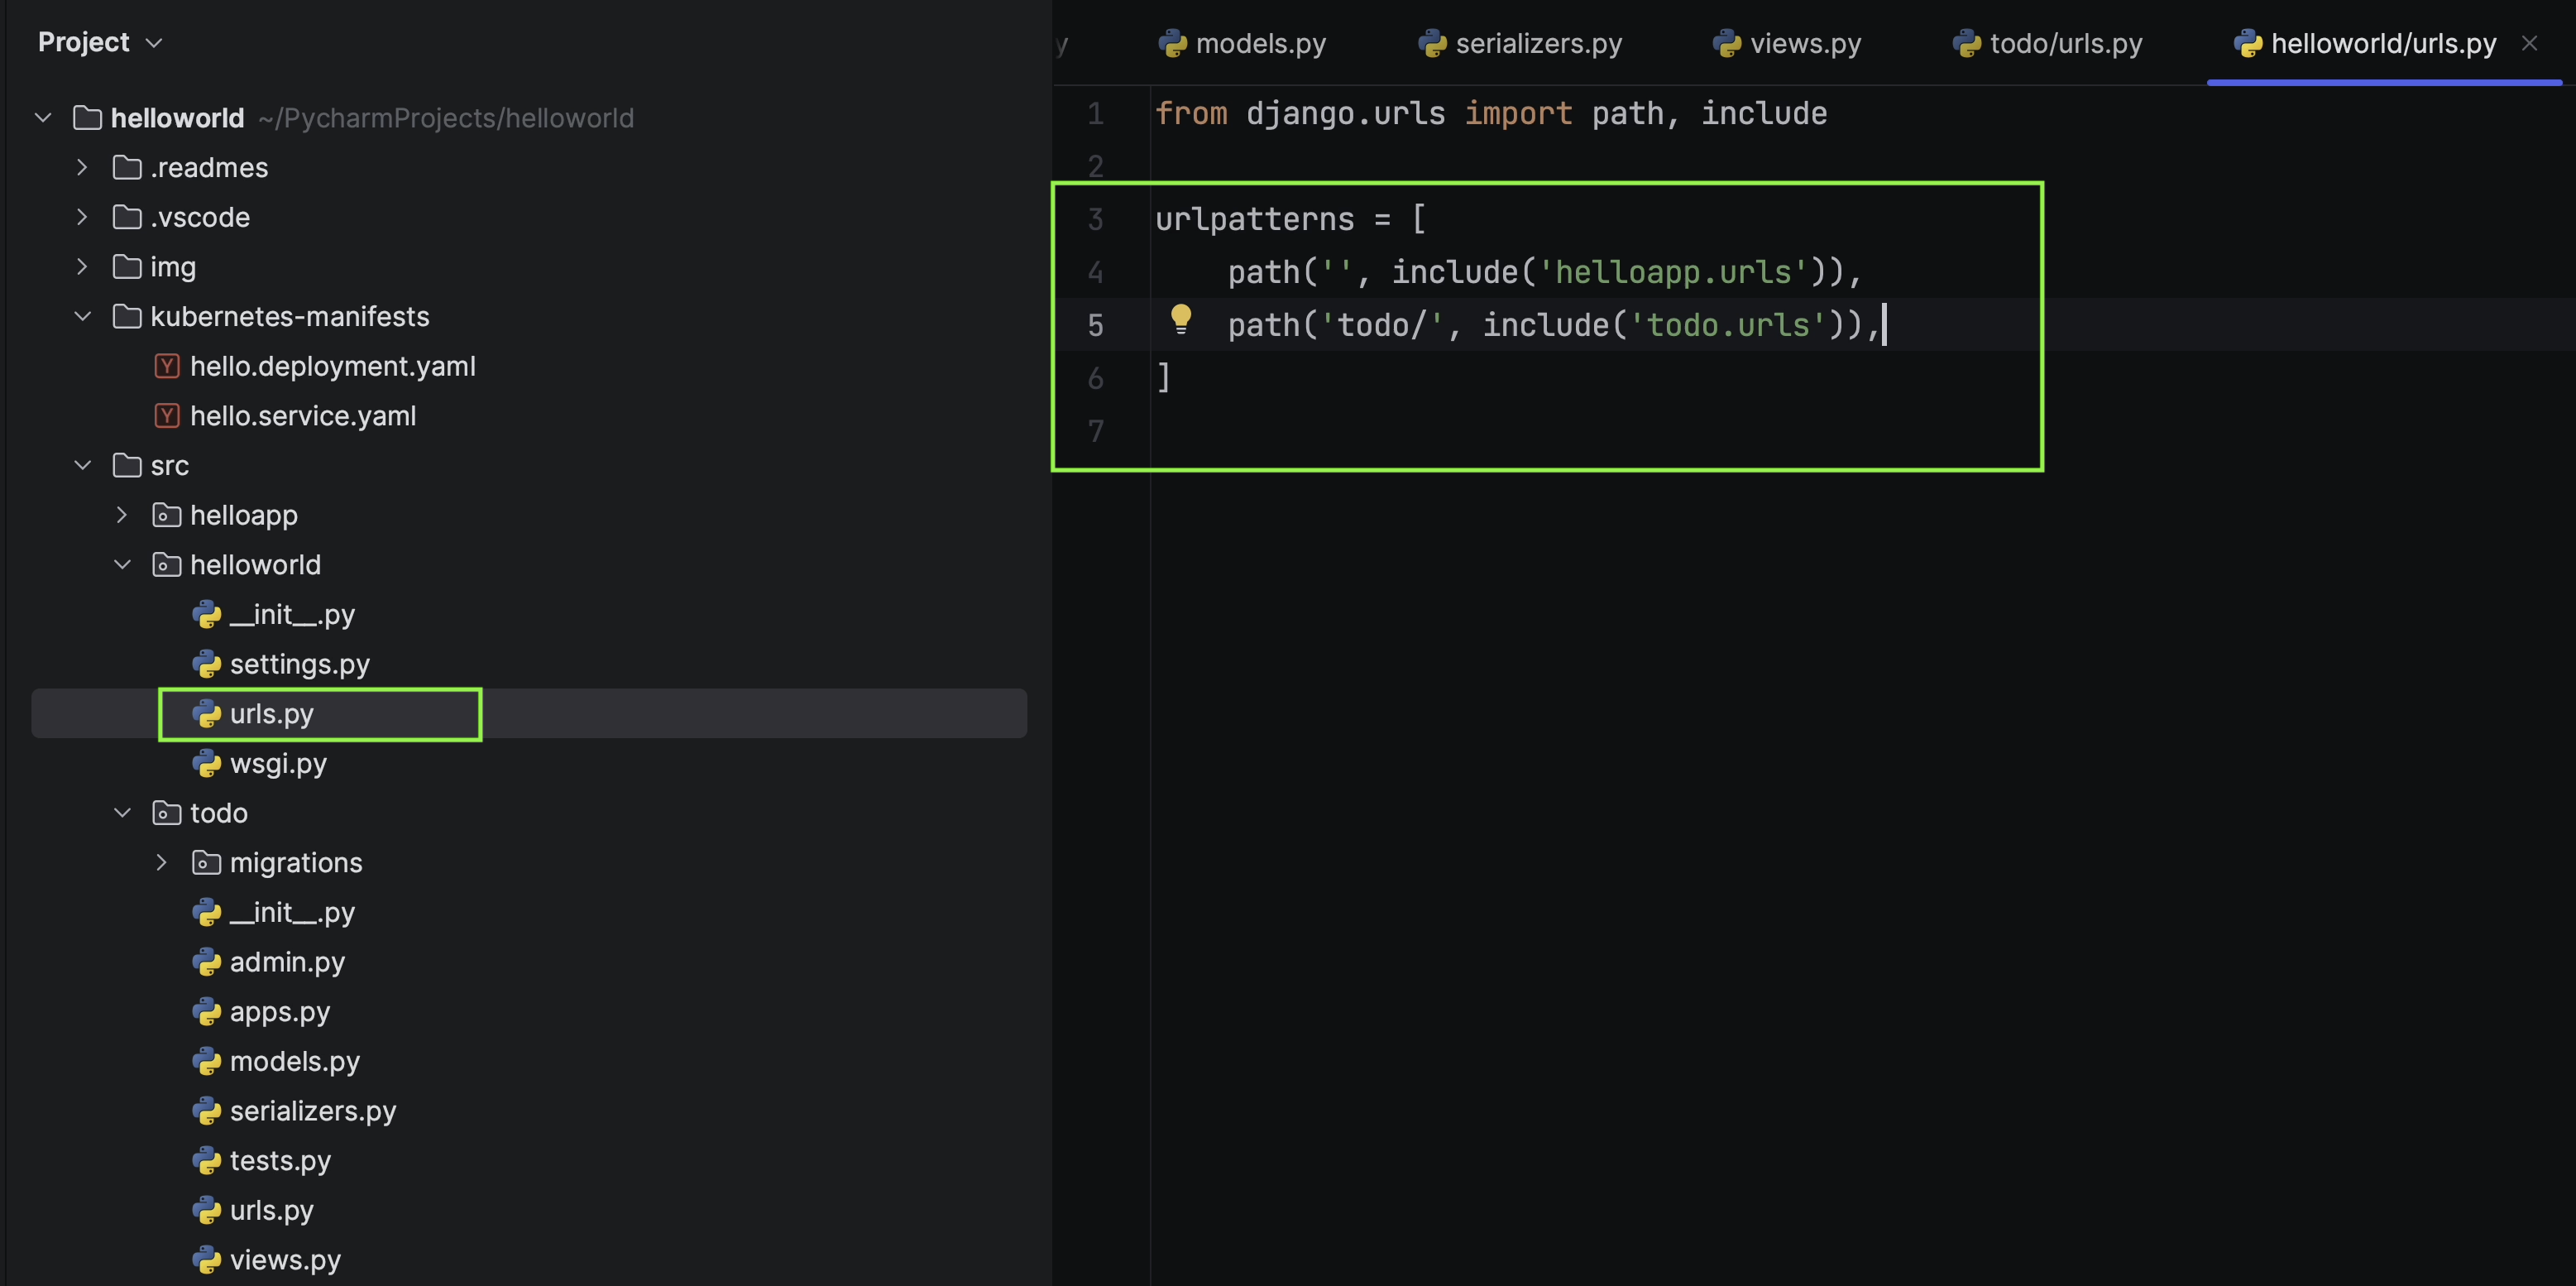 Project
helloworld ~/PycharmProjects/helloworld
.readmes
.vscode
img
kubernetes-manifests
hello.deployment.yaml
hello.service.yaml
src
helloapp
helloworld
__init__.py
settings.py
urls.py
wsgi.py
todo
migrations
__init__.py
admin.py
apps.py
models.py
serializers.py
tests.py
urls.py
views.py
y models.py serializers.py views.py todo/urls.py helloworld/urls.py
1 from django.urls import path, include
2
3 urlpatterns = [
4     path('', include('helloapp.urls')),
5     path('todo/', include('todo.urls')),
6 ]
7